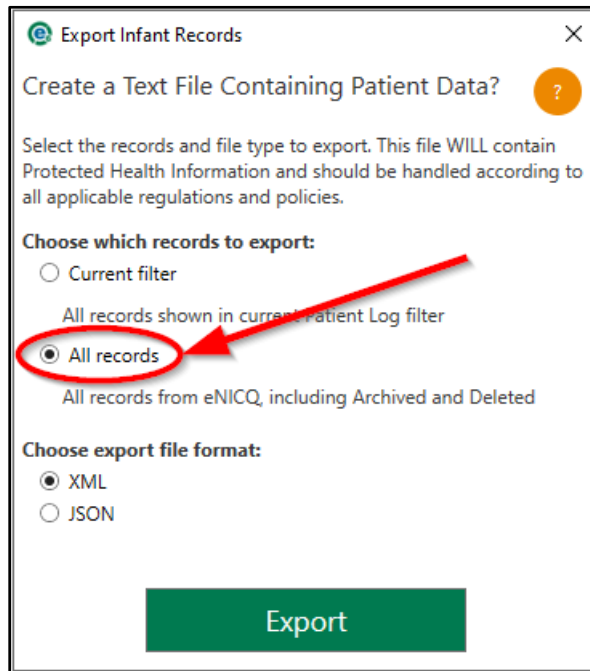 Export Infant Records
Create a Text File Containing Patient Data?
?
Select the records and file type to export. This file WILL contain
Protected Health Information and should be handled according to
all applicable regulations and policies.
Choose which records to export:
Current filter
All records shown in current Patient Log filter
All records
All records from eNICQ, including Archived and Deleted
Choose export file format:
XML
JSON
Export